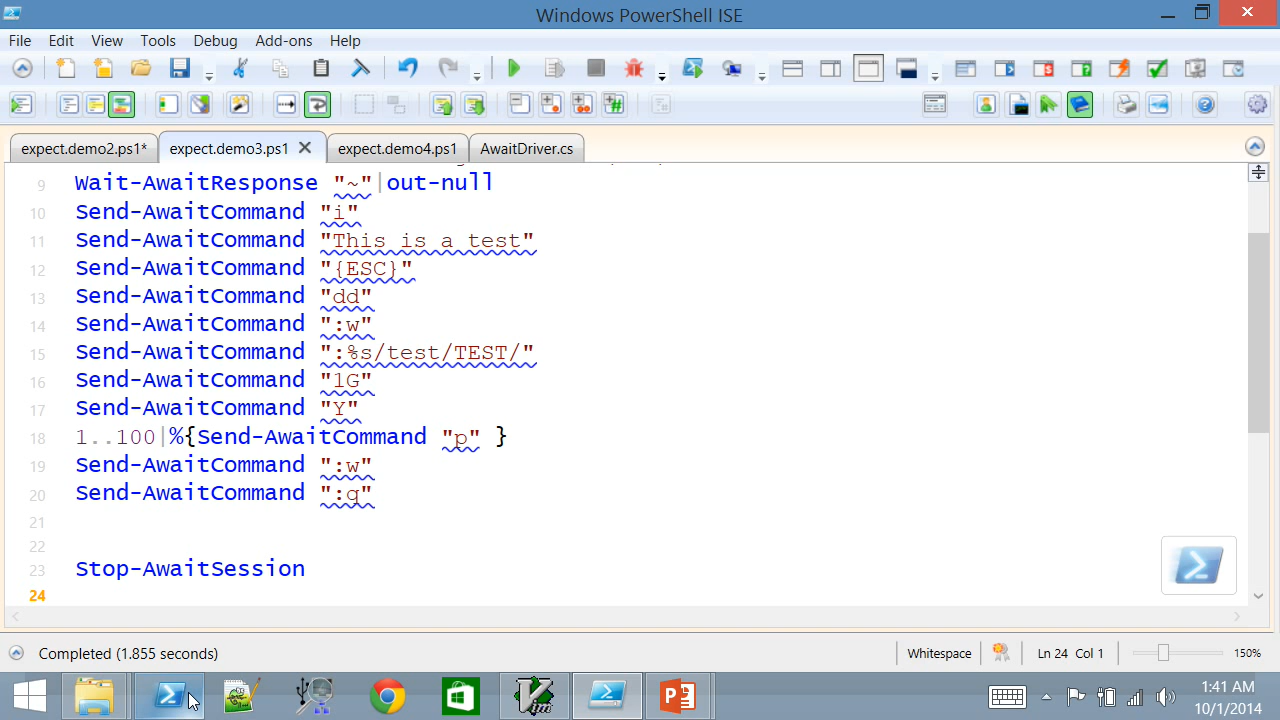 Windows PowerShell ISE
File Edit View Tools Debug Add-ons Help
expect.demo2.ps1* expect.demo3.ps1 expect.demo4.ps1 AwaitDriver.cs
9 Wait-AwaitResponse "~"|out-null
10 Send-AwaitCommand "i"
11 Send-AwaitCommand "This is a test"
12 Send-AwaitCommand "{ESC}"
13 Send-AwaitCommand "dd"
14 Send-AwaitCommand ":w"
15 Send-AwaitCommand ":%s/test/TEST/"
16 Send-AwaitCommand "1G"
17 Send-AwaitCommand "Y"
18 1..100|%{Send-AwaitCommand "p" }
19 Send-AwaitCommand ":w"
20 Send-AwaitCommand ":q"
21
22
23 Stop-AwaitSession
24
Completed (1.855 seconds) Whitespace Ln 24 Col 1 150%
1:41 AM
10/1/2014